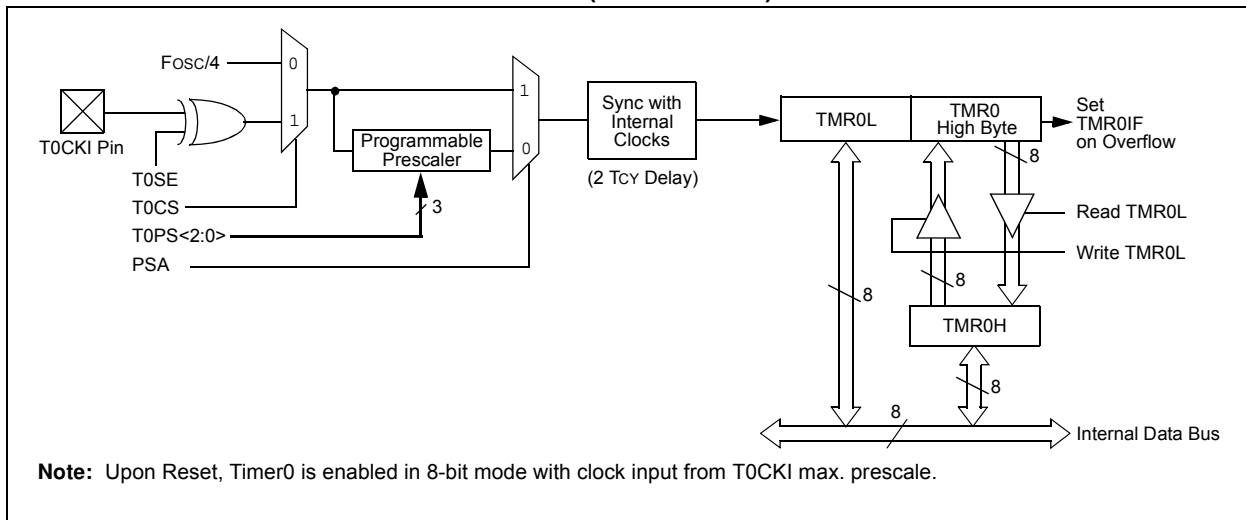 Fosc/4
0
1
T0CKI Pin
T0SE
T0CS
T0PS<2:0>
PSA
Programmable
Prescaler
3
1
0
Sync with
Internal
Clocks
(2 TCY Delay)
TMR0L
TMR0
High Byte
Set
TMR0IF
on Overflow
8
Read TMR0L
Write TMR0L
8
8
TMR0H
8
8
Internal Data Bus
Note: Upon Reset, Timer0 is enabled in 8-bit mode with clock input from T0CKI max. prescale.